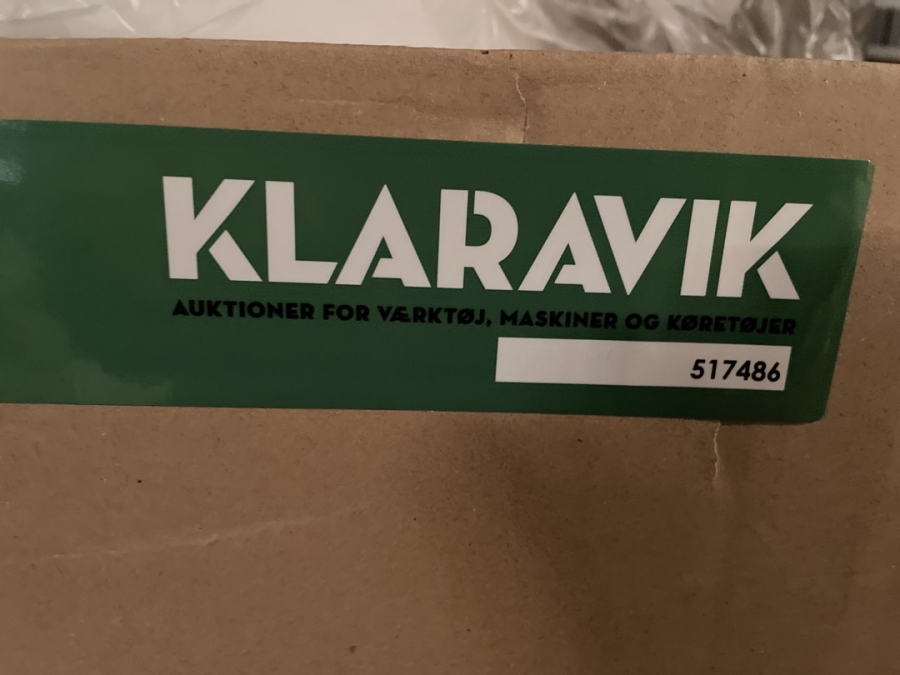 KLARAVIK
AUKTIONER FOR VÆRKTØJ, MASKINER OG KØRETØJER
517486